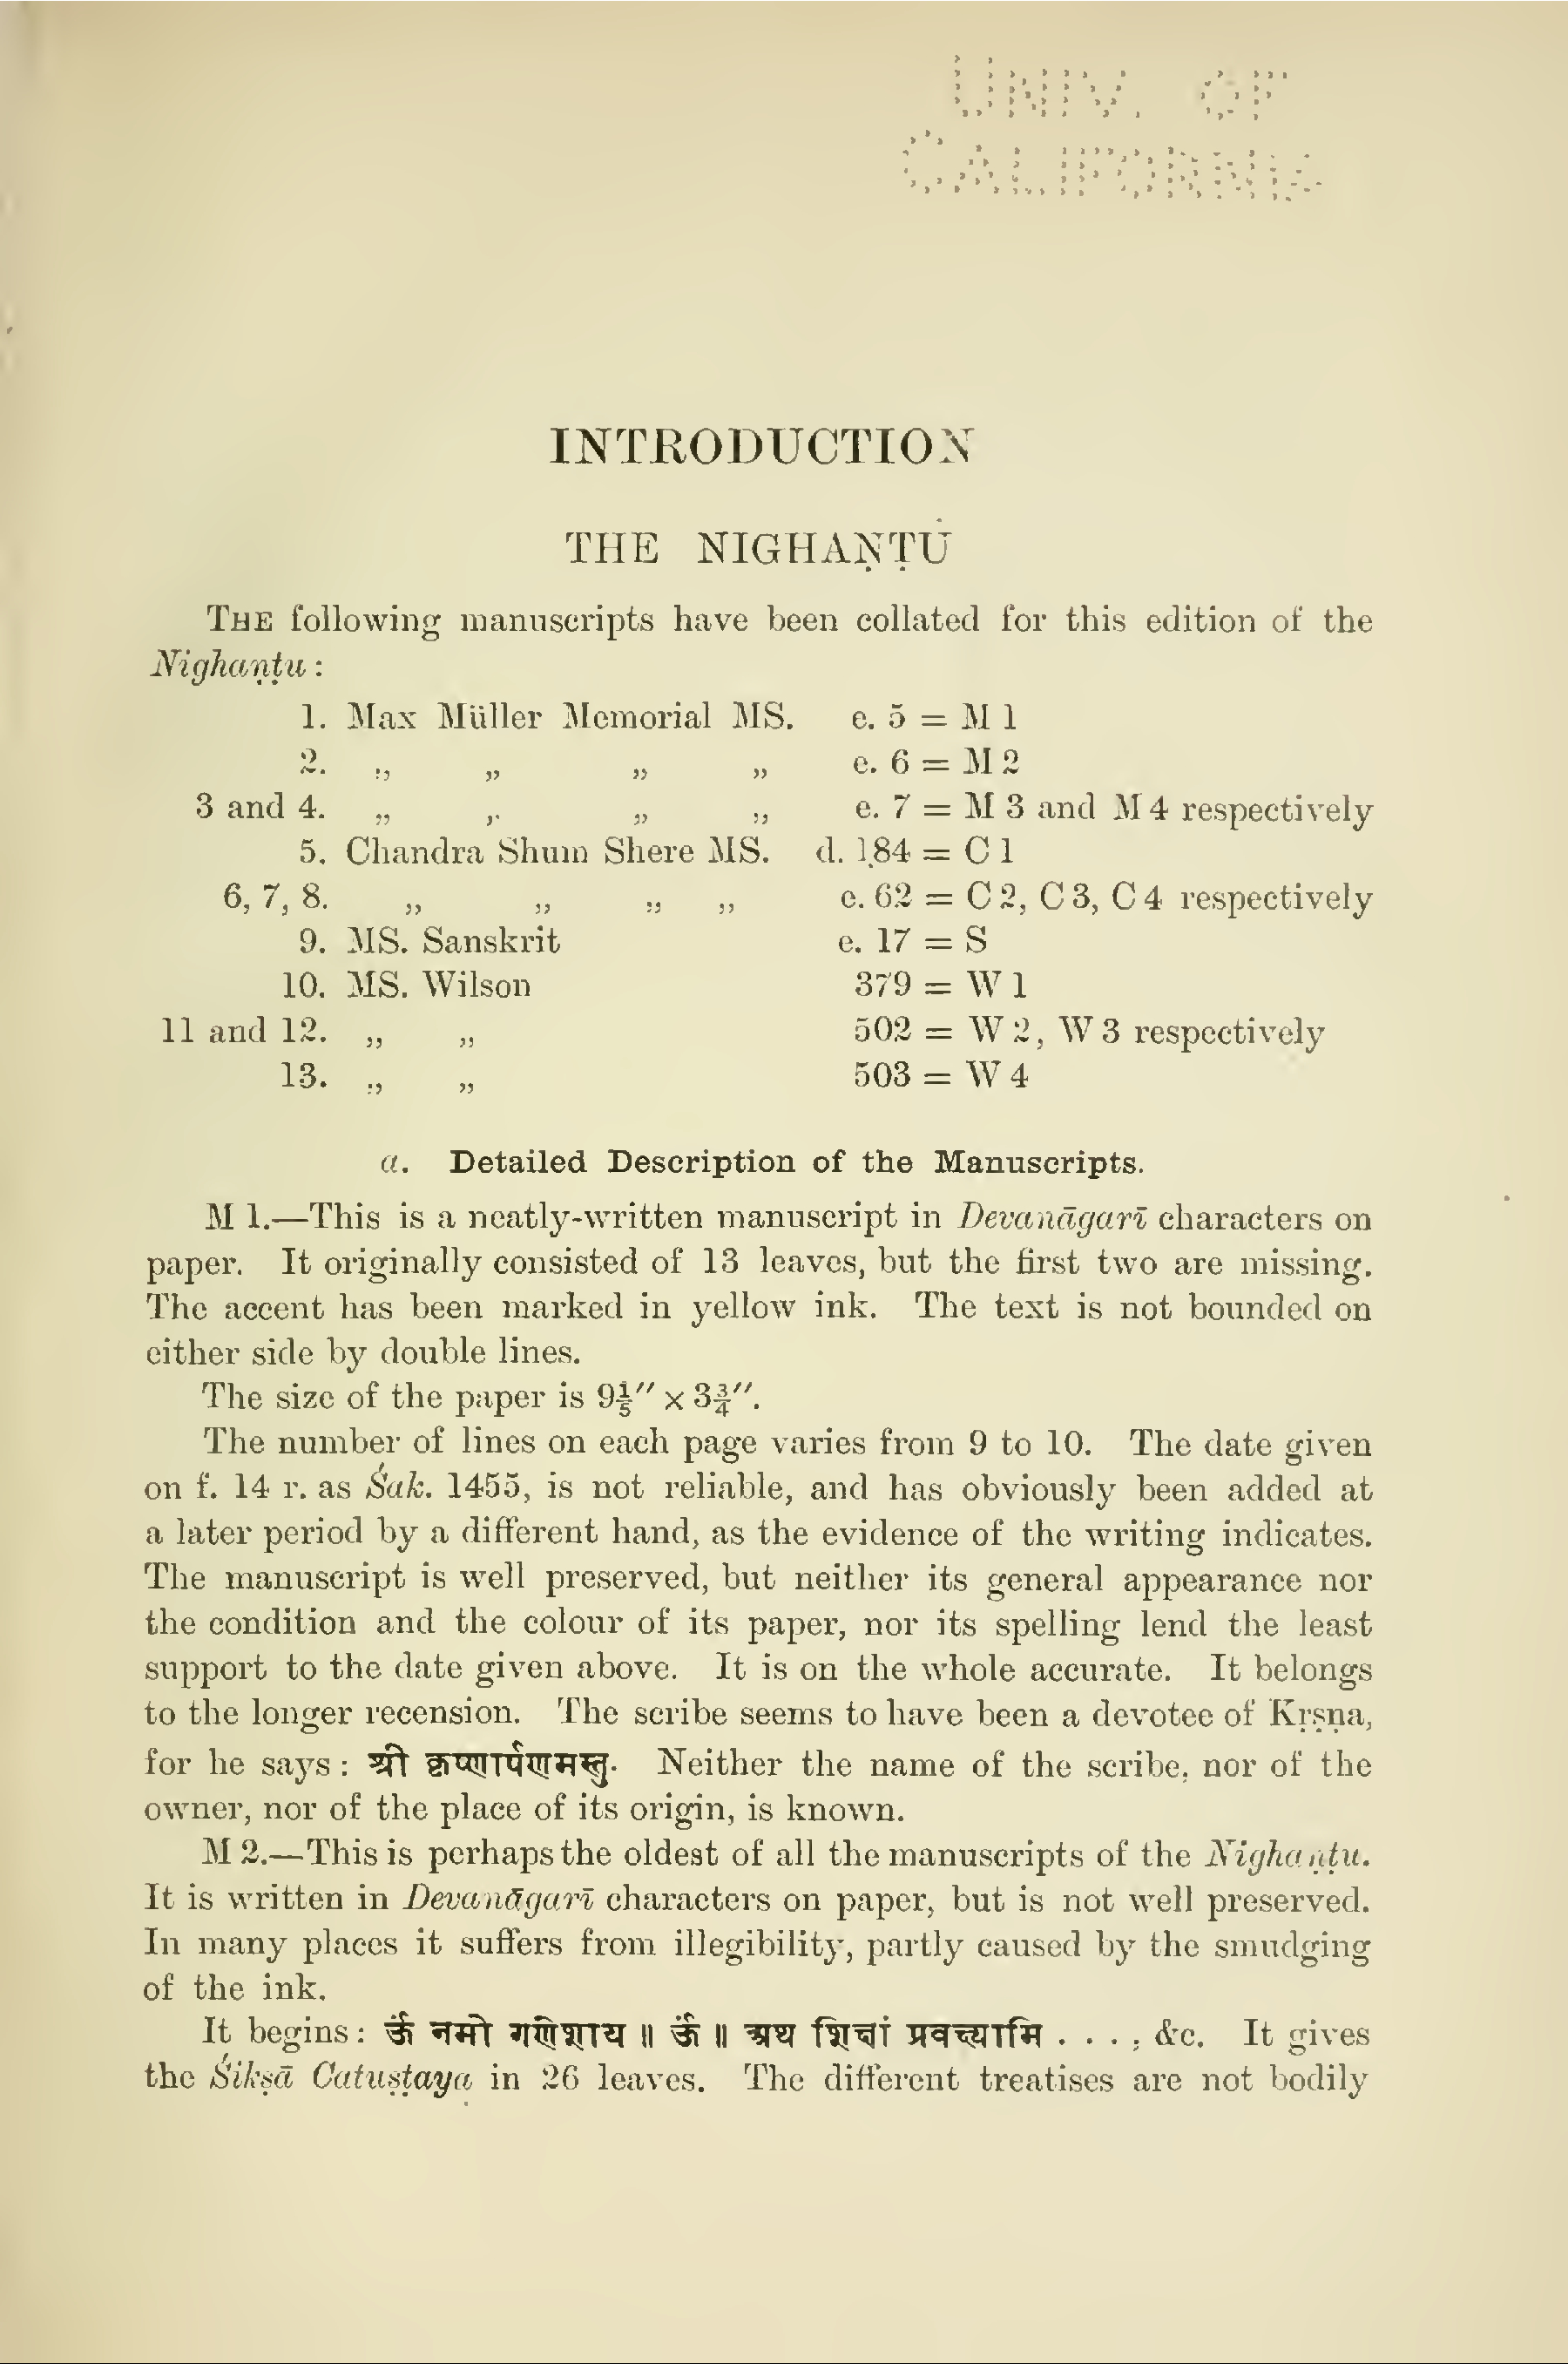 UNIV. OF
CALIFORNIA
INTRODUCTION
THE NIGHAṆṬU
THE following manuscripts have been collated for this edition of the
Nighaṇṭu :
1. Max Müller Memorial MS. e. 5 = M 1
2. „ „ „ „ e. 6 = M 2
3 and 4. „ „ „ „ e. 7 = M 3 and M 4 respectively
5. Chandra Shum Shere MS. d. 184 = C 1
6, 7, 8. „ „ „ „ e. 62 = C 2, C 3, C 4 respectively
9. MS. Sanskrit e. 17 = S
10. MS. Wilson 379 = W 1
11 and 12. „ „ 502 = W 2, W 3 respectively
13. „ „ 503 = W 4
a. Detailed Description of the Manuscripts.
M 1.—This is a neatly-written manuscript in Devanāgarī characters on
paper. It originally consisted of 13 leaves, but the first two are missing.
The accent has been marked in yellow ink. The text is not bounded on
either side by double lines.
The size of the paper is 9⅕″ × 3¾″.
The number of lines on each page varies from 9 to 10. The date given
on f. 14 r. as Śak. 1455, is not reliable, and has obviously been added at
a later period by a different hand, as the evidence of the writing indicates.
The manuscript is well preserved, but neither its general appearance nor
the condition and the colour of its paper, nor its spelling lend the least
support to the date given above. It is on the whole accurate. It belongs
to the longer recension. The scribe seems to have been a devotee of Kṛṣṇa,
for he says : श्री कृष्णार्पणमस्तु. Neither the name of the scribe, nor of the
owner, nor of the place of its origin, is known.
M 2.—This is perhaps the oldest of all the manuscripts of the Nighaṇṭu.
It is written in Devanāgarī characters on paper, but is not well preserved.
In many places it suffers from illegibility, partly caused by the smudging
of the ink.
It begins : ॐ नमो गणेशाय ॥ ॐ ॥ अथ शिक्षां प्रवक्ष्यामि . . . , &c. It gives
the Śikṣā Catuṣṭaya in 26 leaves. The different treatises are not bodily